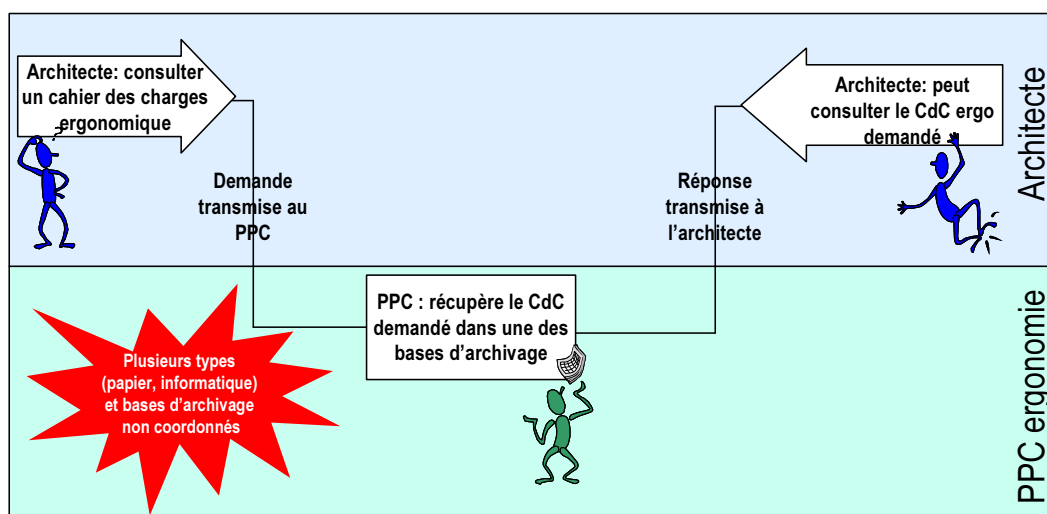 Architecte: consulter
un cahier des charges
ergonomique
?
Demande
transmise au
PPC
Réponse
transmise à
l'architecte
Architecte: peut
consulter le CdC ergo
demandé
Architecte
PPC : récupère le CdC
demandé dans une des
bases d'archivage
Plusieurs types
(papier, informatique)
et bases d'archivage
non coordonnés
PPC ergonomie